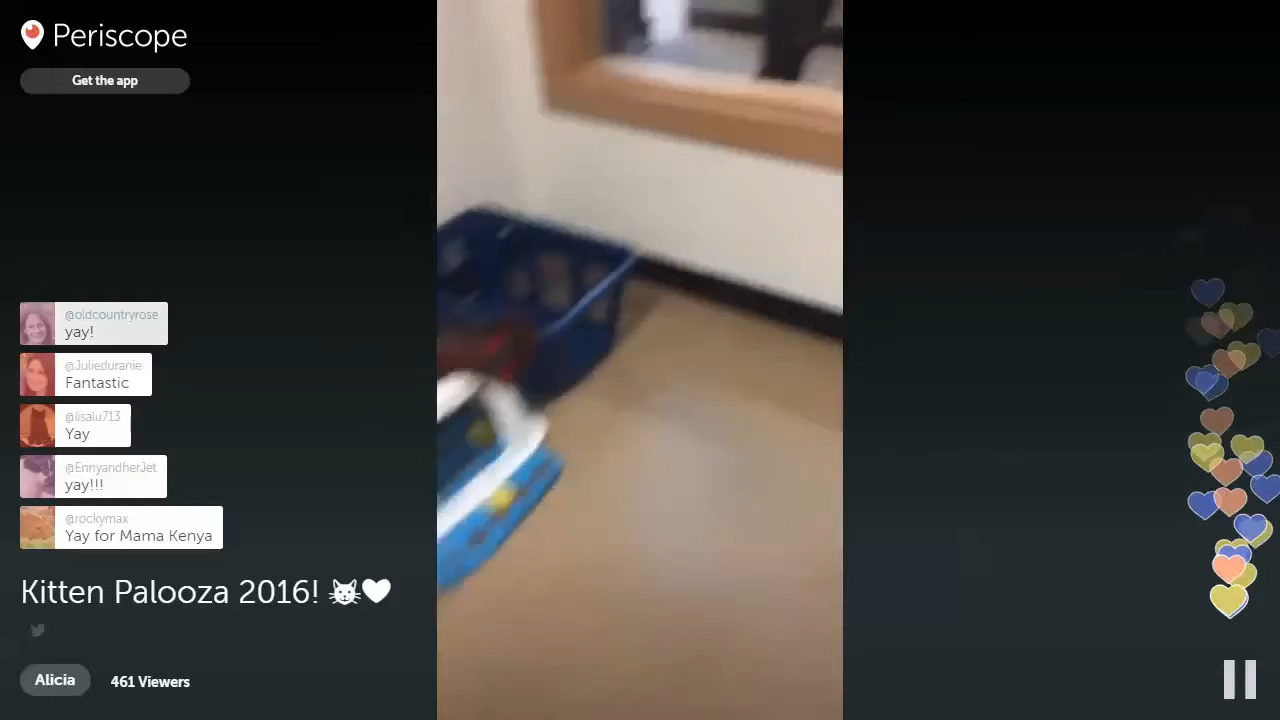 Periscope
Get the app
@oldcountryrose
yay!
@Julieduranie
Fantastic
@lisalu713
Yay
@EnnyandherJet
yay!!!
@rockymax
Yay for Mama Kenya
Kitten Palooza 2016! 🐱❤
Alicia
461 Viewers